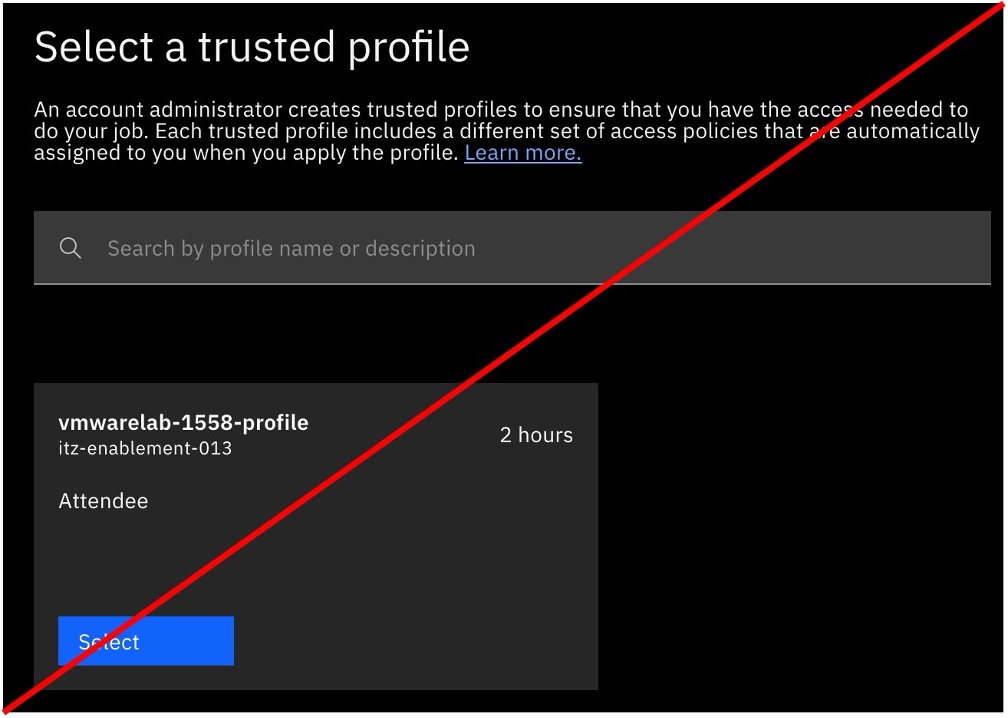 Select a trusted profile
An account administrator creates trusted profiles to ensure that you have the access needed to
do your job. Each trusted profile includes a different set of access policies that are automatically
assigned to you when you apply the profile. Learn more.
Search by profile name or description
vmwarelab-1558-profile
2 hours
itz-enablement-013
Attendee
Select